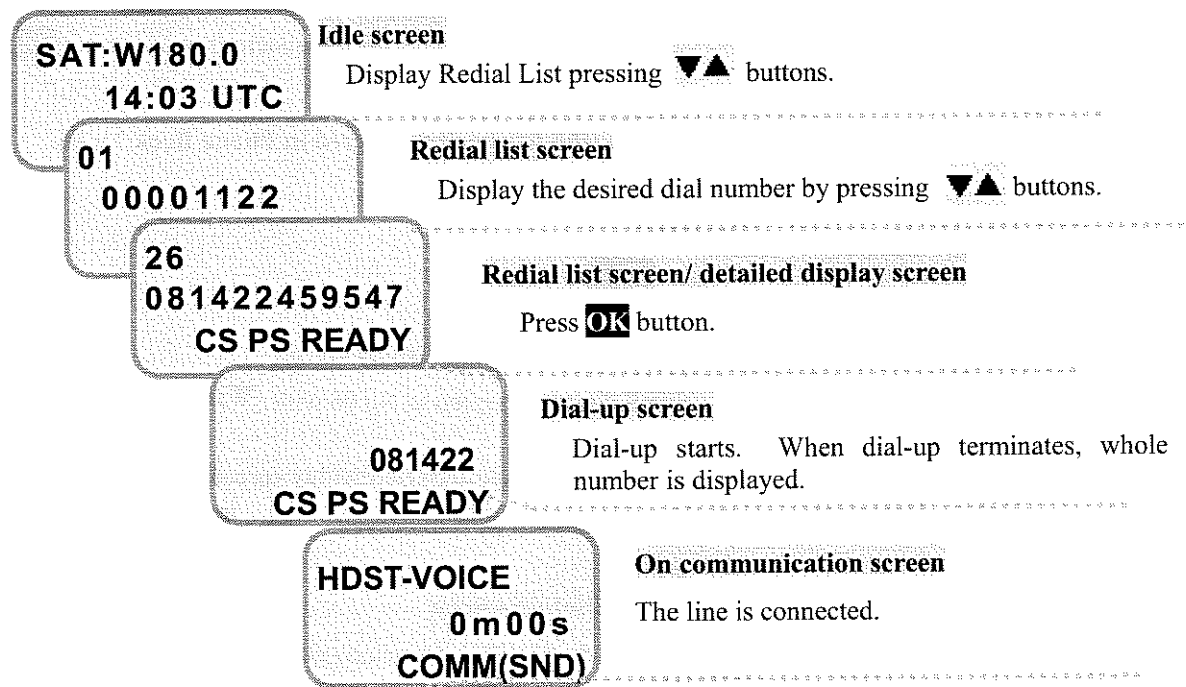 SAT:W180.0
14:03 UTC
Idle screen
Display Redial List pressing ▼▲ buttons.
01
00001122
Redial list screen
Display the desired dial number by pressing ▼▲ buttons.
26
081422459547
CS PS READY
Redial list screen/ detailed display screen
Press OK button.
081422
CS PS READY
Dial-up screen
Dial-up starts. When dial-up terminates, whole
number is displayed.
HDST-VOICE
0m00s
COMM(SND)
On communication screen
The line is connected.